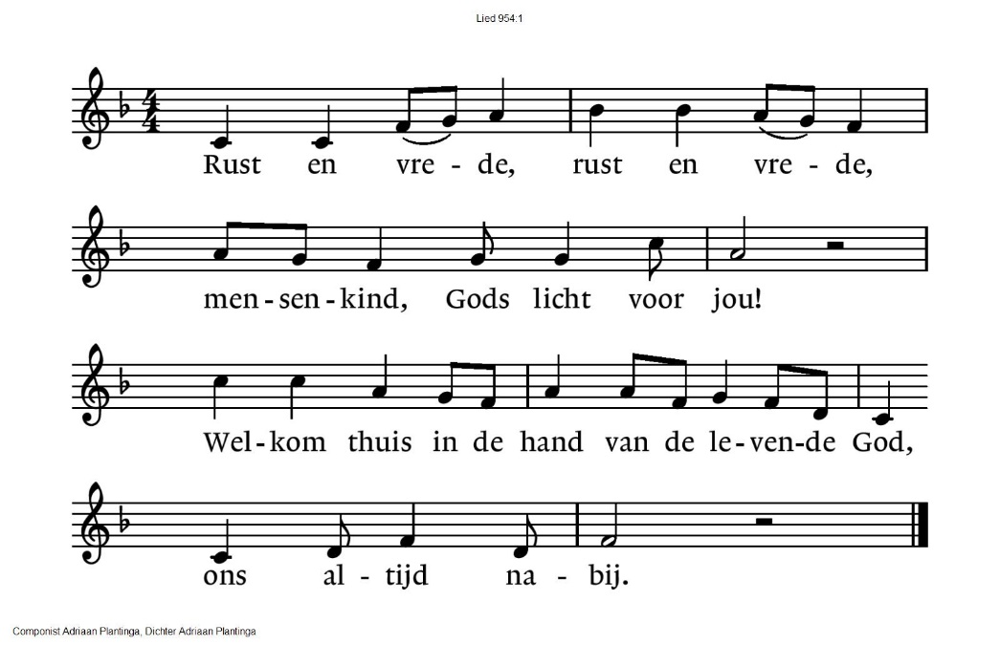 Lied 954:1
4
4
Rust en vre - de, rust en vre - de,
men - sen - kind, Gods licht voor jou!
Wel - kom thuis in de hand van de le - ven - de God,
ons al - tijd na - bij.
Componist Adriaan Plantinga, Dichter Adriaan Plantinga